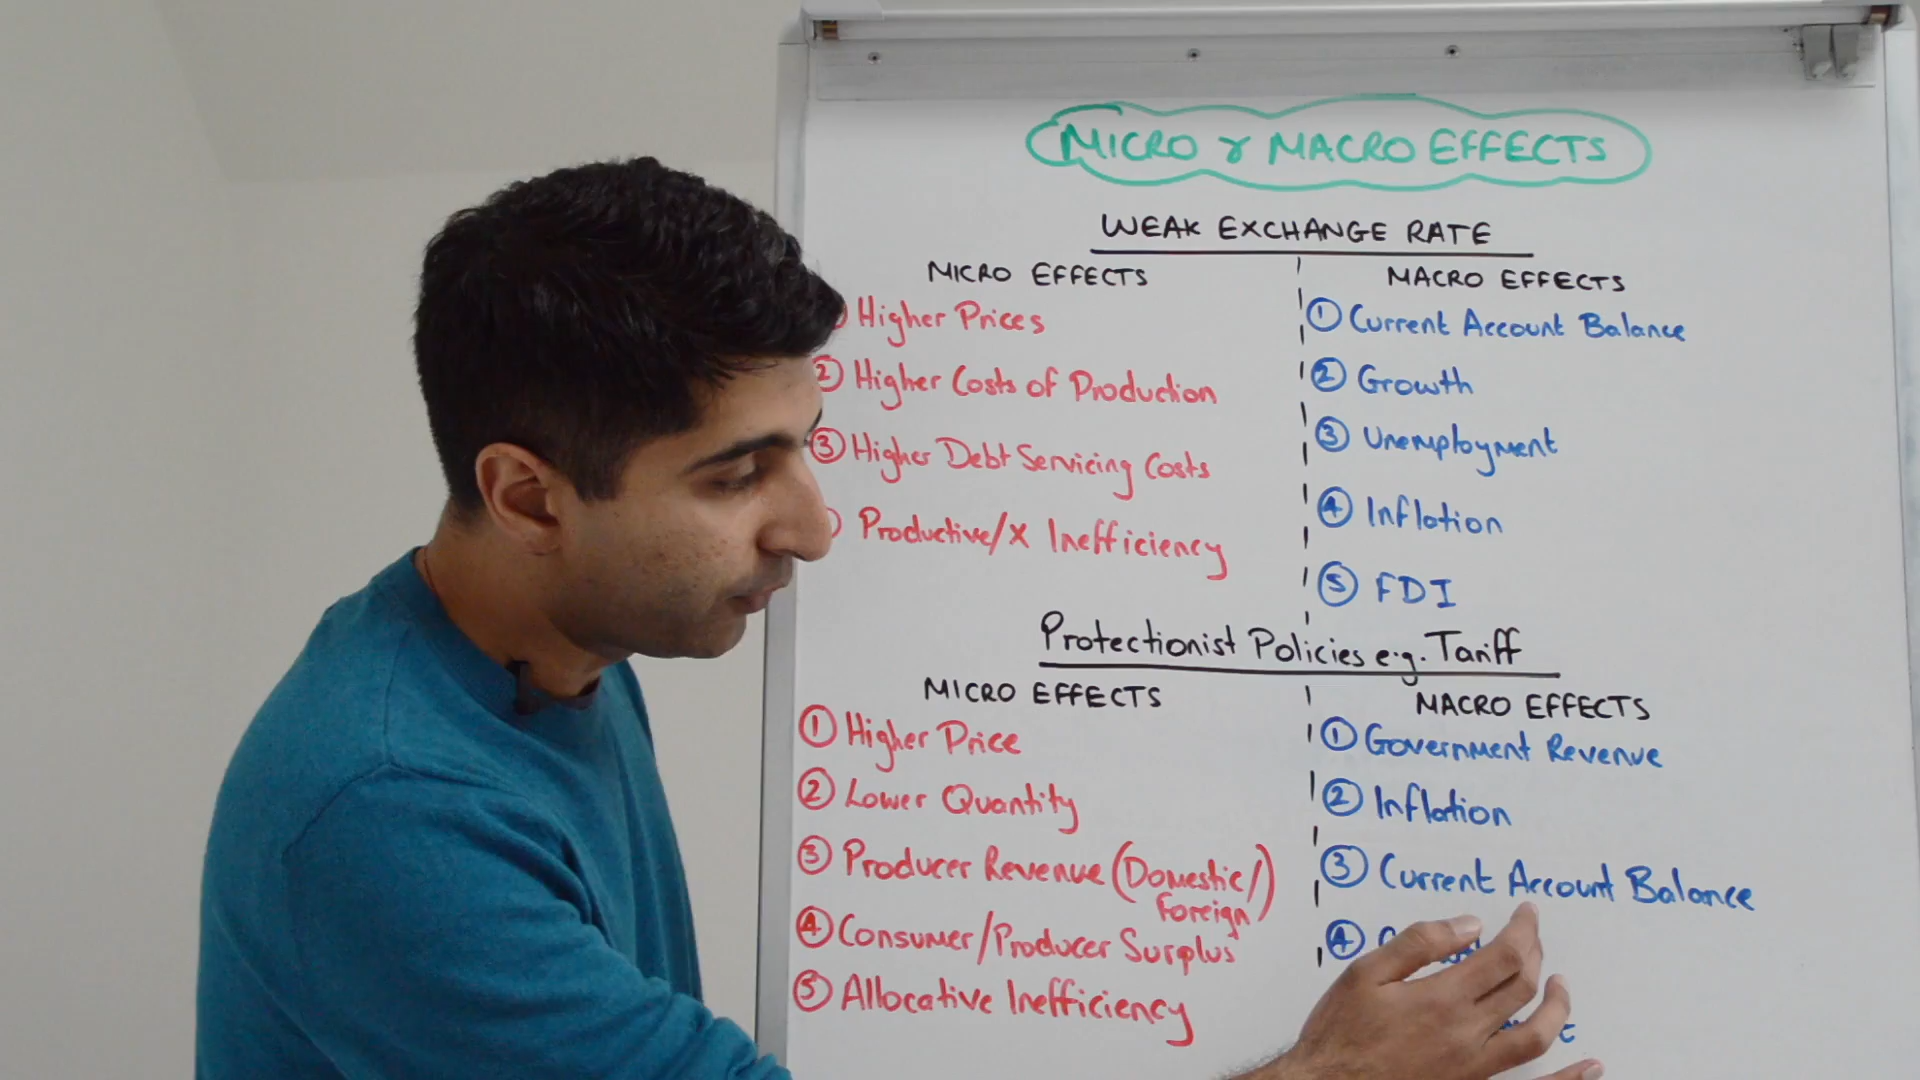 MICRO & MACRO EFFECTS
WEAK EXCHANGE RATE
MICRO EFFECTS
Higher Prices
② Higher Costs of Production
③ Higher Debt Servicing Costs
Productive/X Inefficiency
MACRO EFFECTS
① Current Account Balance
② Growth
③ Unemployment
④ Inflation
⑤ FDI
Protectionist Policies e.g. Tariff
MICRO EFFECTS
① Higher Price
② Lower Quantity
③ Producer Revenue (Domestic/
Foreign)
④ Consumer/Producer Surplus
⑤ Allocative Inefficiency
MACRO EFFECTS
① Government Revenue
② Inflation
③ Current Account Balance
④